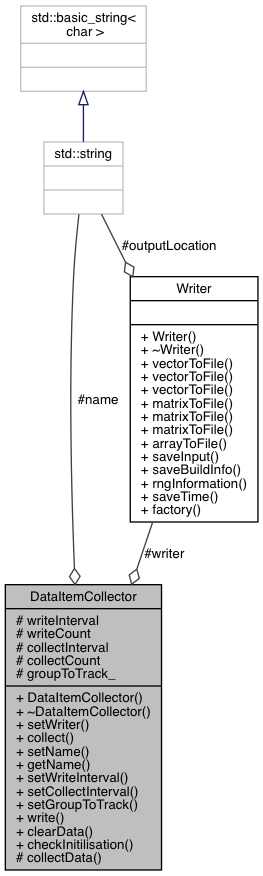 std::basic_string<
char >
std::string
#outputLocation
Writer
+ Writer()
+ ~Writer()
+ vectorToFile()
+ vectorToFile()
+ vectorToFile()
+ matrixToFile()
+ matrixToFile()
+ matrixToFile()
+ arrayToFile()
+ saveInput()
+ saveBuildInfo()
+ rngInformation()
+ saveTime()
+ factory()
#name
#writer
DataItemCollector
# writeInterval
# writeCount
# collectInterval
# collectCount
# groupToTrack_
+ DataItemCollector()
+ ~DataItemCollector()
+ setWriter()
+ collect()
+ setName()
+ getName()
+ setWriteInterval()
+ setCollectInterval()
+ setGroupToTrack()
+ write()
+ clearData()
+ checkInitilisation()
# collectData()